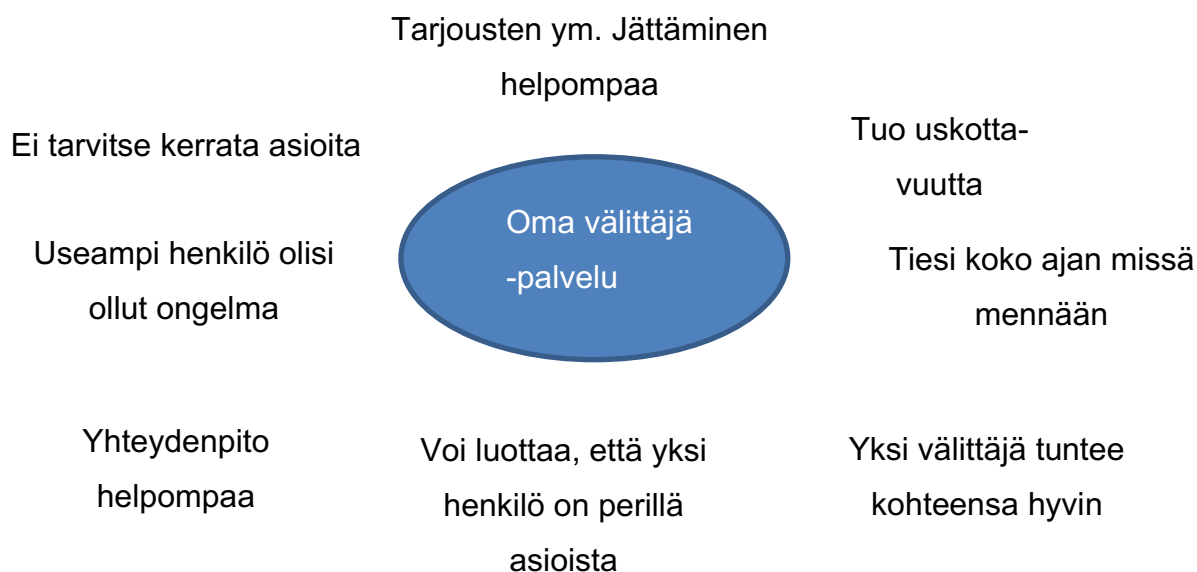 Tarjousten ym. Jättäminen
helpompaa
Ei tarvitse kerrata asioita
Tuo uskotta-
vuutta
Oma välittäjä
-palvelu
Useampi henkilö olisi
ollut ongelma
Tiesi koko ajan missä
mennään
Yhteydenpito
helpompaa
Voi luottaa, että yksi
henkilö on perillä
asioista
Yksi välittäjä tuntee
kohteensa hyvin